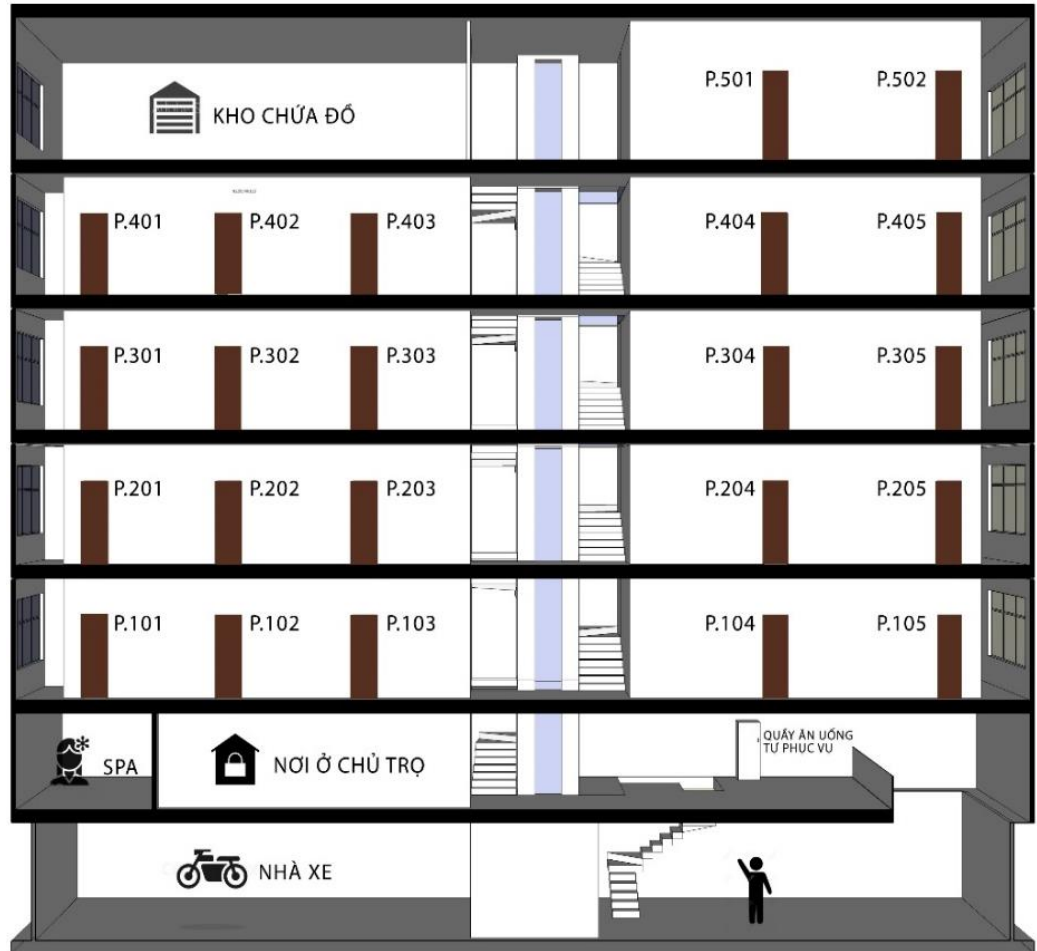 KHO CHỨA ĐỒ
P.501
P.502
P.401
P.402
P.403
P.404
P.405
P.301
P.302
P.303
P.304
P.305
P.201
P.202
P.203
P.204
P.205
P.101
P.102
P.103
P.104
P.105
SPA
NƠI Ở CHỦ TRỌ
QUẦY ĂN UỐNG
TỰ PHỤC VỤ
NHÀ XE